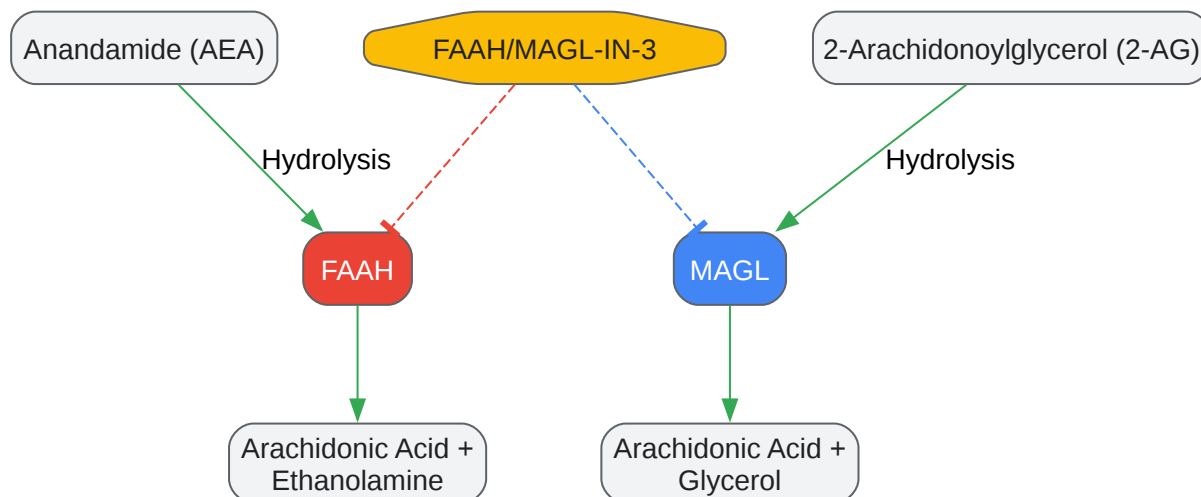 Anandamide (AEA)
FAAH/MAGL-IN-3
2-Arachidonoylglycerol (2-AG)
Hydrolysis
Hydrolysis
FAAH
MAGL
Arachidonic Acid +
Ethanolamine
Arachidonic Acid +
Glycerol